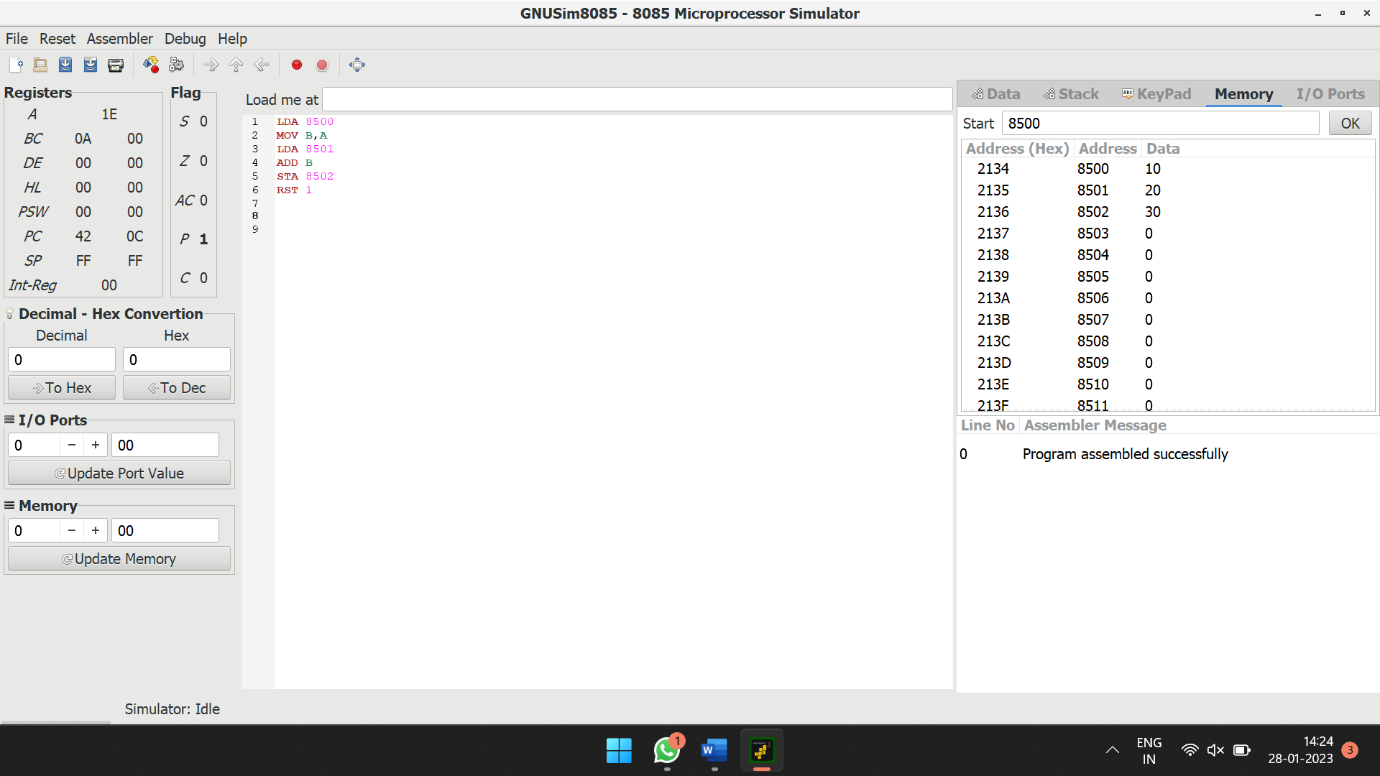 GNUSim8085 - 8085 Microprocessor Simulator
File Reset Assembler Debug Help
Registers
A 1E
BC 0A 00
DE 00 00
HL 00 00
PSW 00 00
PC 42 0C
SP FF FF
Int-Reg 00
Flag
S 0
Z 0
AC 0
P 1
C 0
Decimal - Hex Convertion
Decimal Hex
0 0
To Hex To Dec
I/O Ports
0 - + 00
Update Port Value
Memory
0 - + 00
Update Memory
Load me at
1 LDA 8500
2 MOV B,A
3 LDA 8501
4 ADD B
5 STA 8502
6 RST 1
7
8
9
Data Stack KeyPad Memory I/O Ports
Start 8500 OK
Address (Hex) Address Data
2134 8500 10
2135 8501 20
2136 8502 30
2137 8503 0
2138 8504 0
2139 8505 0
213A 8506 0
213B 8507 0
213C 8508 0
213D 8509 0
213E 8510 0
213F 8511 0
Line No Assembler Message
0 Program assembled successfully
Simulator: Idle
1
W
ENG
IN
14:24
28-01-2023
3